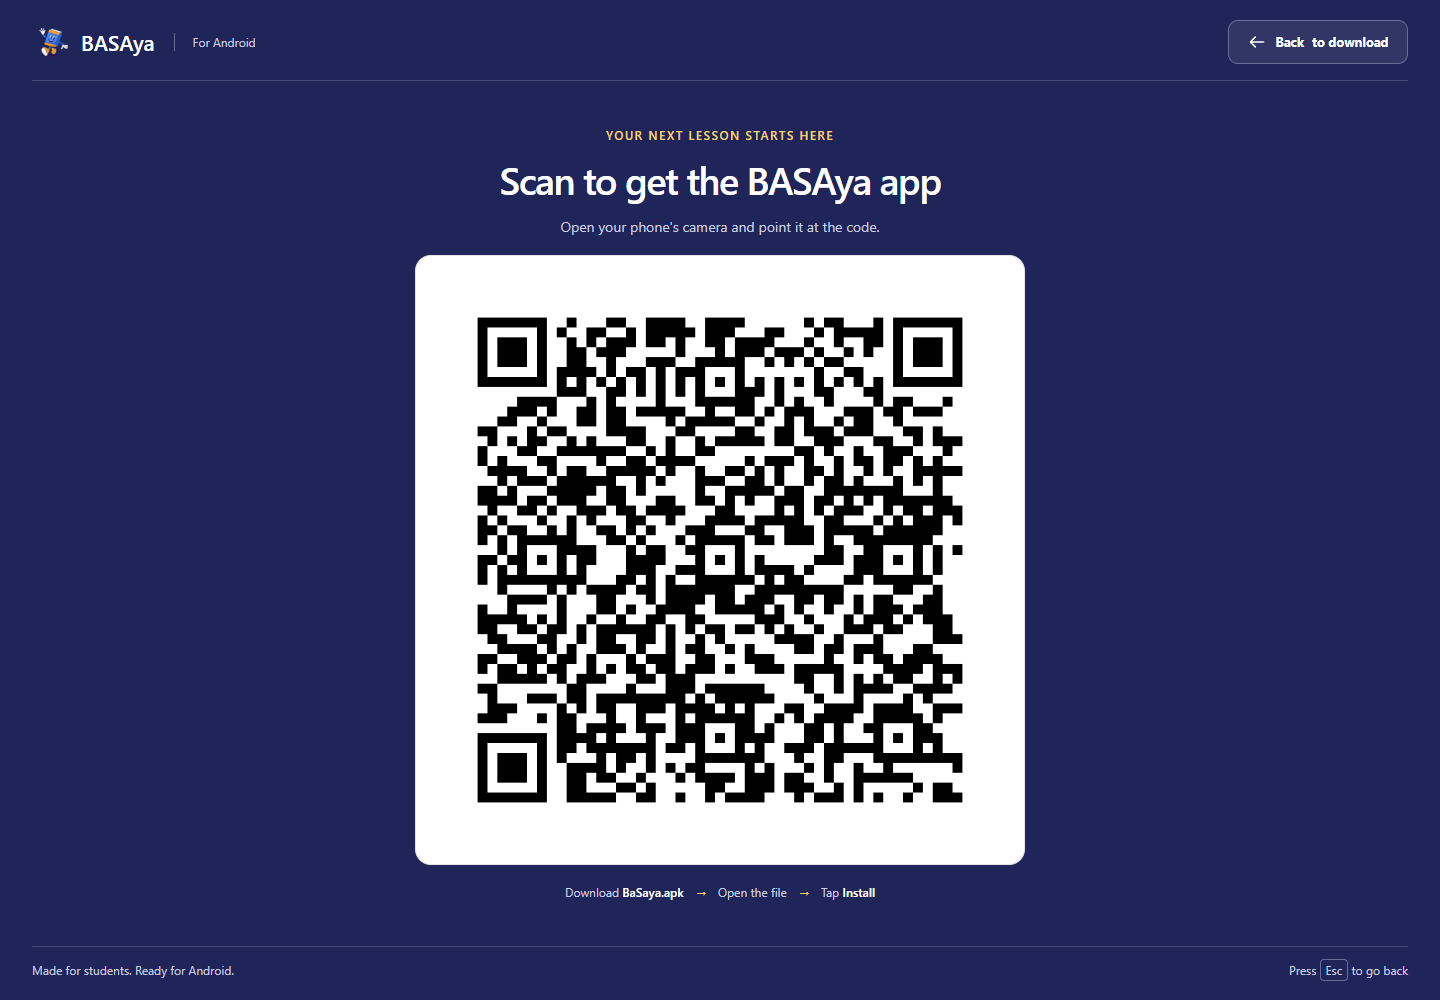 BASAya
For Android
Back to download
YOUR NEXT LESSON STARTS HERE
Scan to get the BASAya app
Open your phone's camera and point it at the code.
Download BaSaya.apk → Open the file → Tap Install
Made for students. Ready for Android.
Press Esc to go back